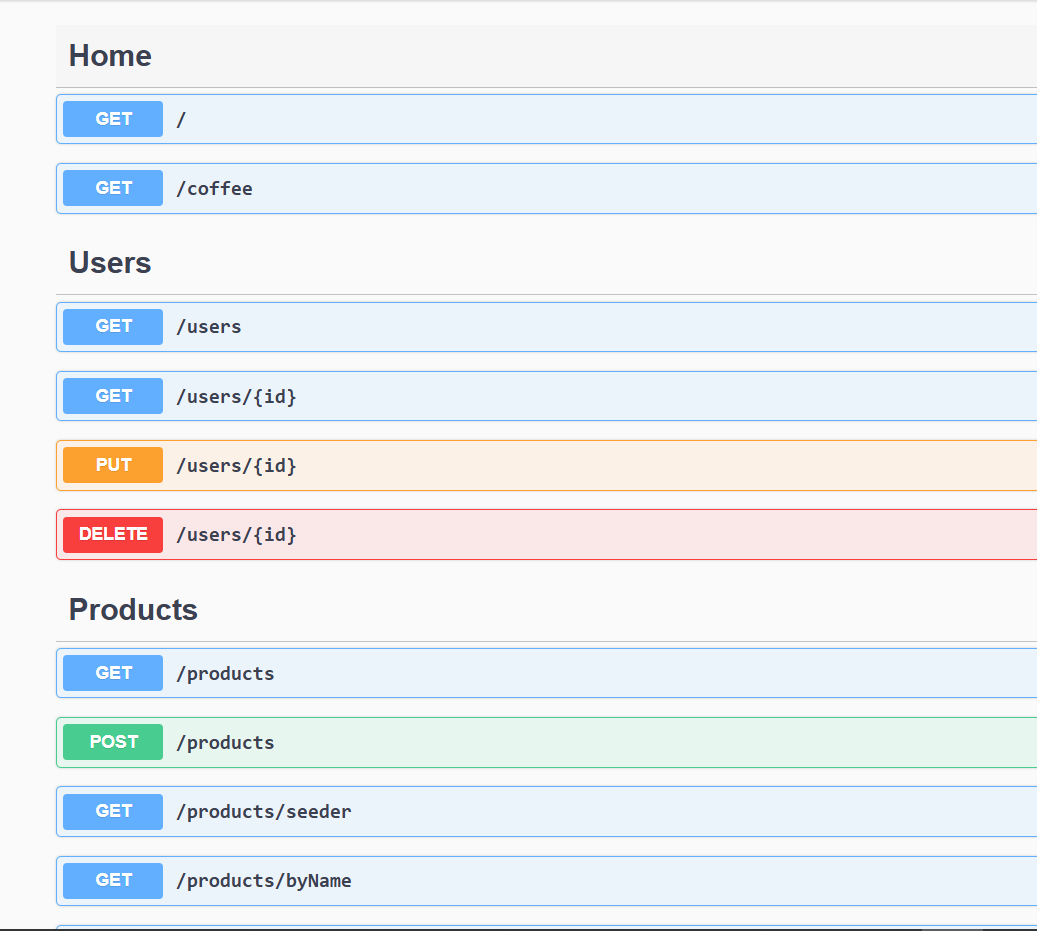 Home
GET /
GET /coffee
Users
GET /users
GET /users/{id}
PUT /users/{id}
DELETE /users/{id}
Products
GET /products
POST /products
GET /products/seeder
GET /products/byName